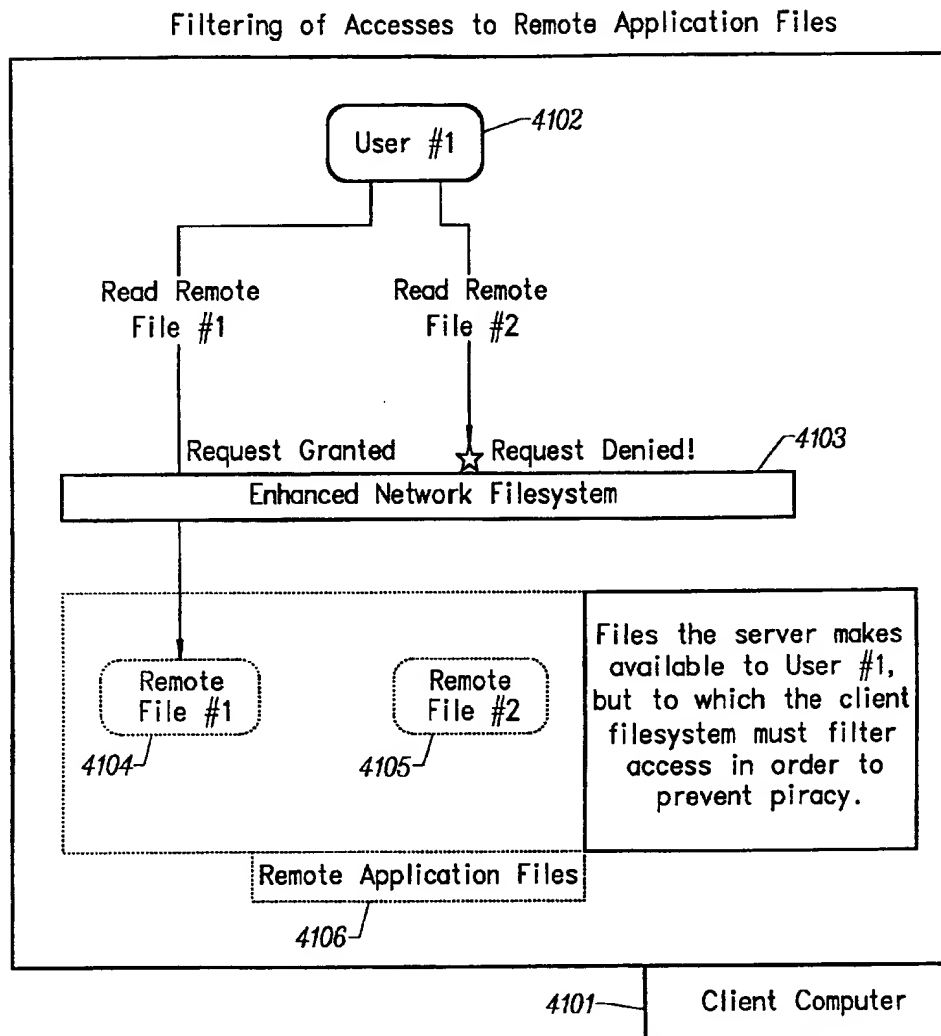 Filtering of Accesses to Remote Application Files
4102
User #1
Read Remote
File #1
Read Remote
File #2
4103
Request Granted
Request Denied!
Enhanced Network Filesystem
Files the server makes
available to User #1,
but to which the client
filesystem must filter
access in order to
prevent piracy.
Remote
File #1
Remote
File #2
4104
4105
Remote Application Files
4106
4101
Client Computer